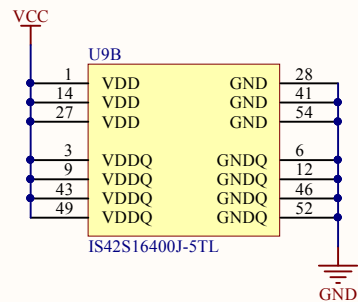 VCC
U9B
1 VDD GND 28
14 VDD GND 41
27 VDD GND 54
3 VDDQ GNDQ 6
9 VDDQ GNDQ 12
43 VDDQ GNDQ 46
49 VDDQ GNDQ 52
IS42S16400J-5TL
GND